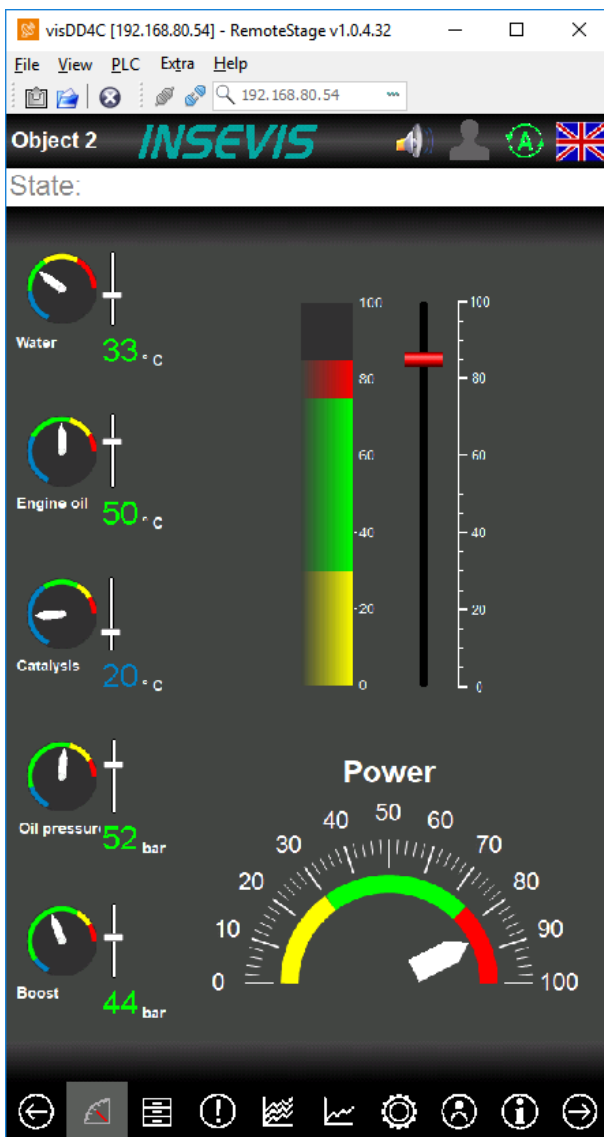 visDD4C [192.168.80.54] - RemoteStage v1.0.4.32
File View PLC Extra Help
192.168.80.54
Object 2 INSEVIS A
State:
Water
33 ° C
Engine oil
50 ° C
Catalysis
20 ° C
Oil pressure
52 bar
Boost
44 bar
100
80
60
40
20
0
100
80
60
40
20
0
Power
0 10 20 30 40 50 60 70 80 90 100